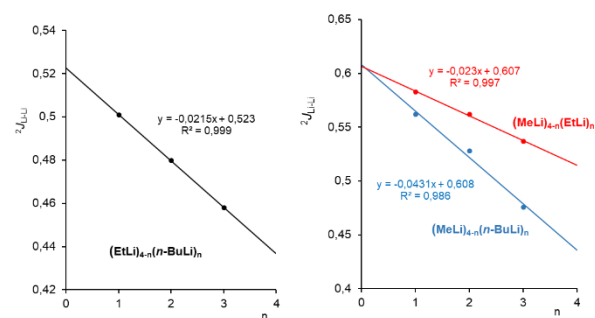 0,54
0,52
0,5
0,48
0,46
0,44
0,42
²J Li-Li
y = -0,0215x + 0,523
R² = 0,999
(EtLi)4-n(n-BuLi)n
0
1
2
3
4
n
0,65
0,6
0,55
0,5
0,45
0,4
²J Li-Li
y = -0,023x + 0,607
R² = 0,997
(MeLi)4-n(EtLi)n
y = -0,0431x + 0,608
R² = 0,986
(MeLi)4-n(n-BuLi)n
0
1
2
3
4
n